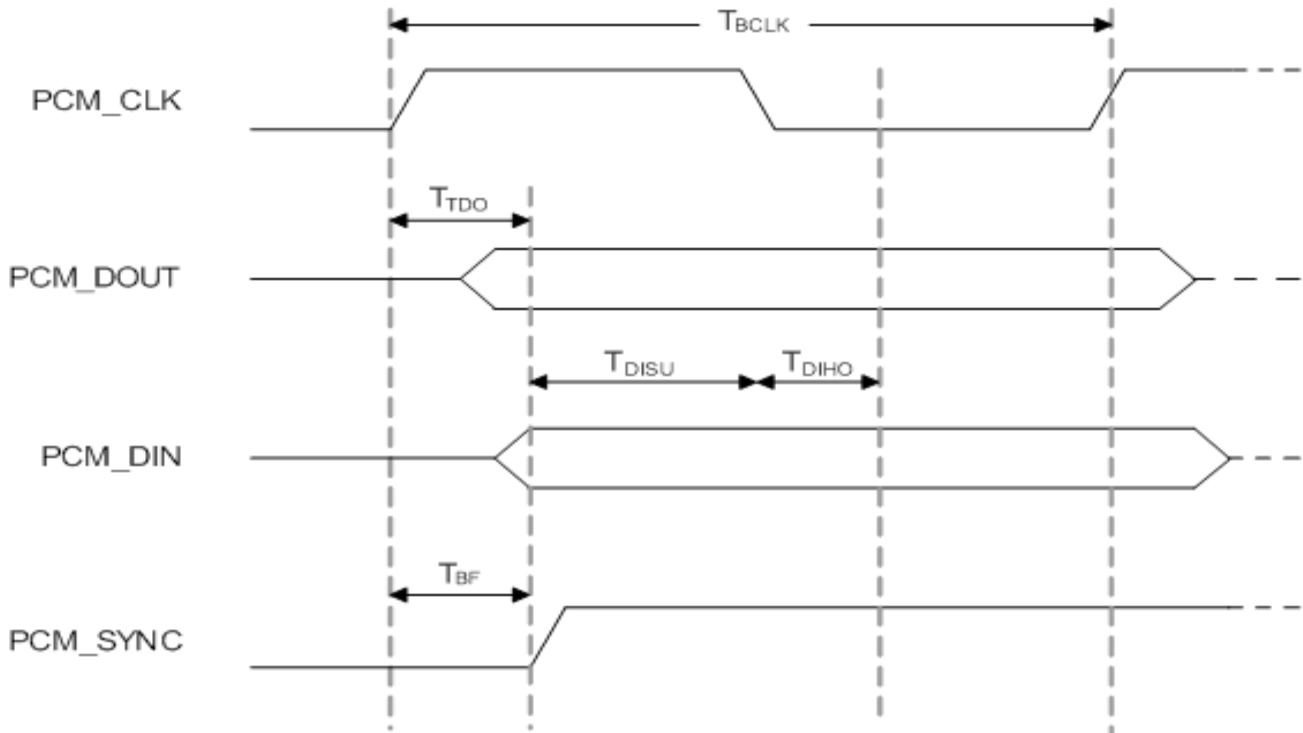 TBCLK
PCM_CLK
TTDO
PCM_DOUT
TDISU
TDIHO
PCM_DIN
TBF
PCM_SYNC